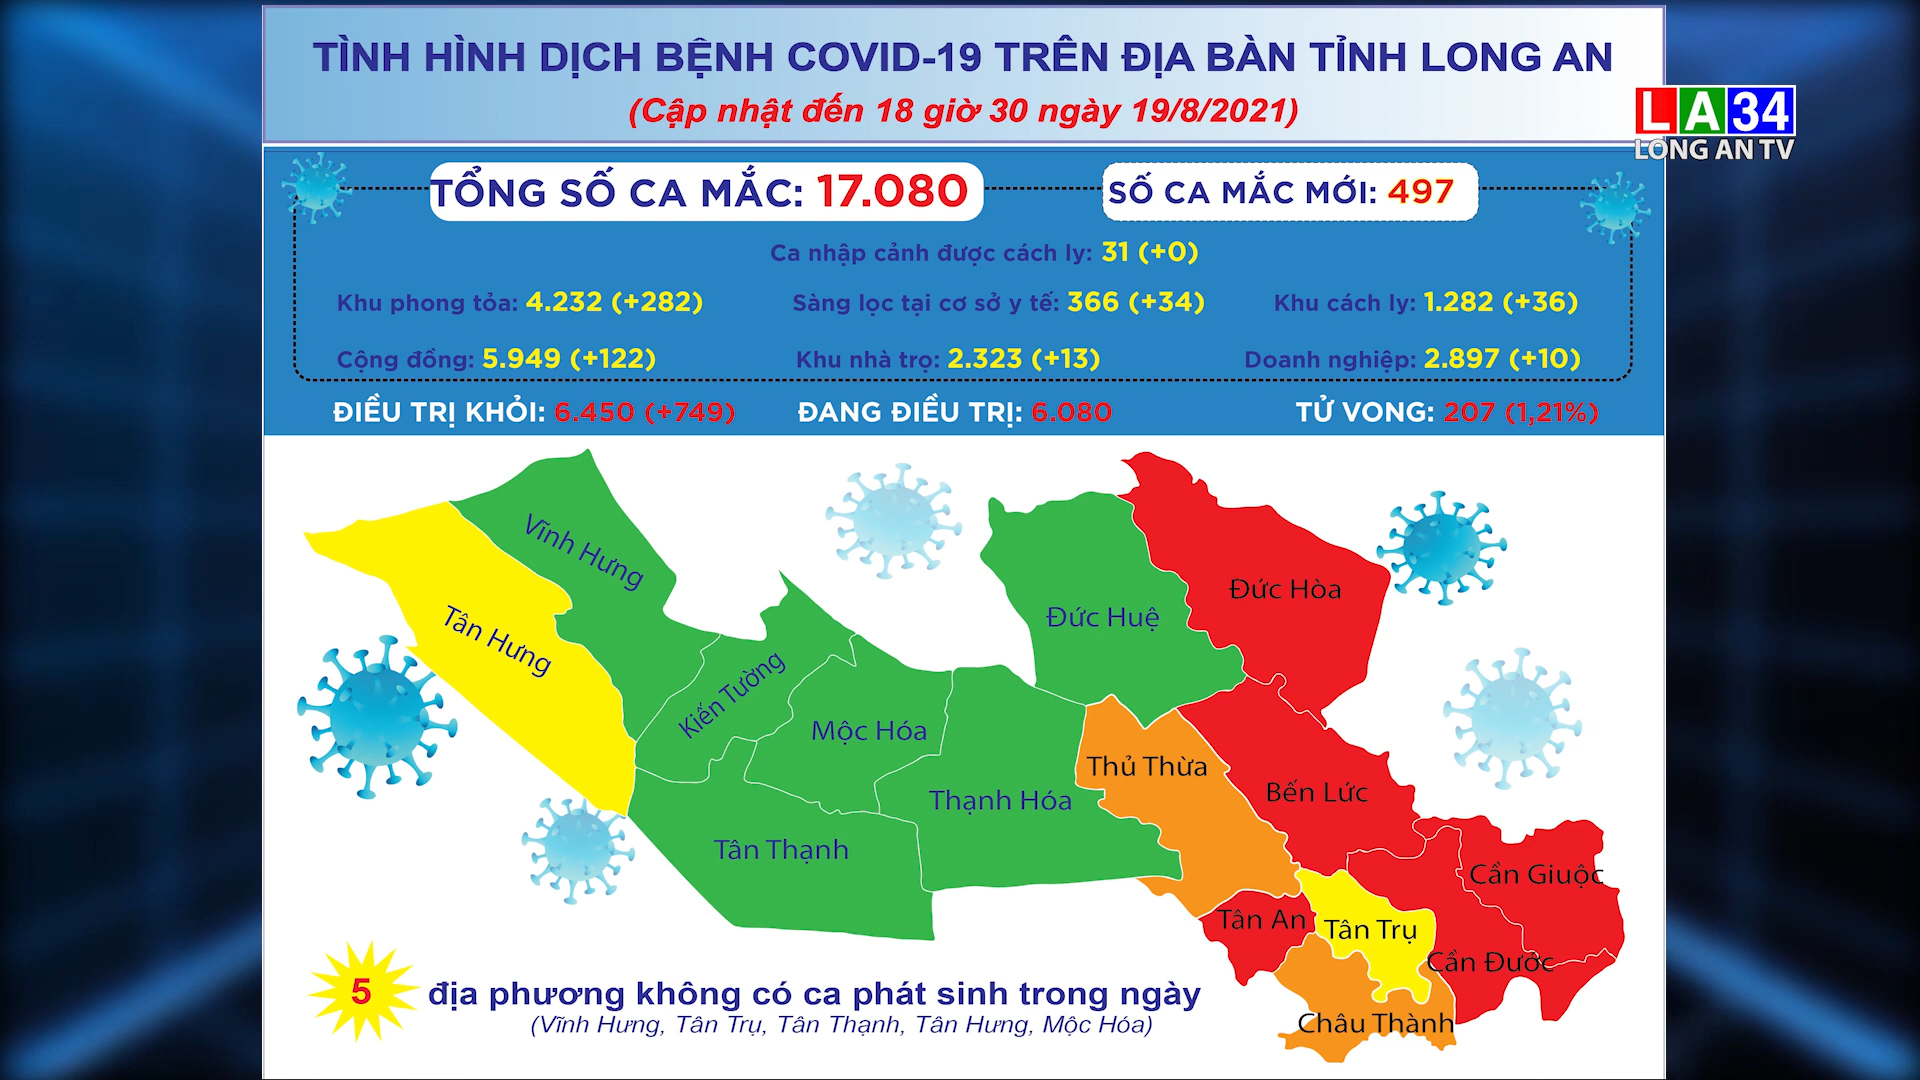 TÌNH HÌNH DỊCH BỆNH COVID-19 TRÊN ĐỊA BÀN TỈNH LONG AN
(Cập nhật đến 18 giờ 30 ngày 19/8/2021)
LA34
LONG AN TV
TỔNG SỐ CA MẮC: 17.080
SỐ CA MẮC MỚI: 497
Ca nhập cảnh được cách ly: 31 (+0)
Khu phong tỏa: 4.232 (+282)
Sàng lọc tại cơ sở y tế: 366 (+34)
Khu cách ly: 1.282 (+36)
Cộng đồng: 5.949 (+122)
Khu nhà trọ: 2.323 (+13)
Doanh nghiệp: 2.897 (+10)
ĐIỀU TRỊ KHỎI: 6.450 (+749)
ĐANG ĐIỀU TRỊ: 6.080
TỬ VONG: 207 (1,21%)
Vĩnh Hưng
Tân Hưng
Kiến Tường
Mộc Hóa
Đức Huệ
Đức Hòa
Thạnh Hóa
Tân Thạnh
Thủ Thừa
Bến Lức
Cần Giuộc
Tân An
Tân Trụ
Cần Đước
Châu Thành
5 địa phương không có ca phát sinh trong ngày
(Vĩnh Hưng, Tân Trụ, Tân Thạnh, Tân Hưng, Mộc Hóa)